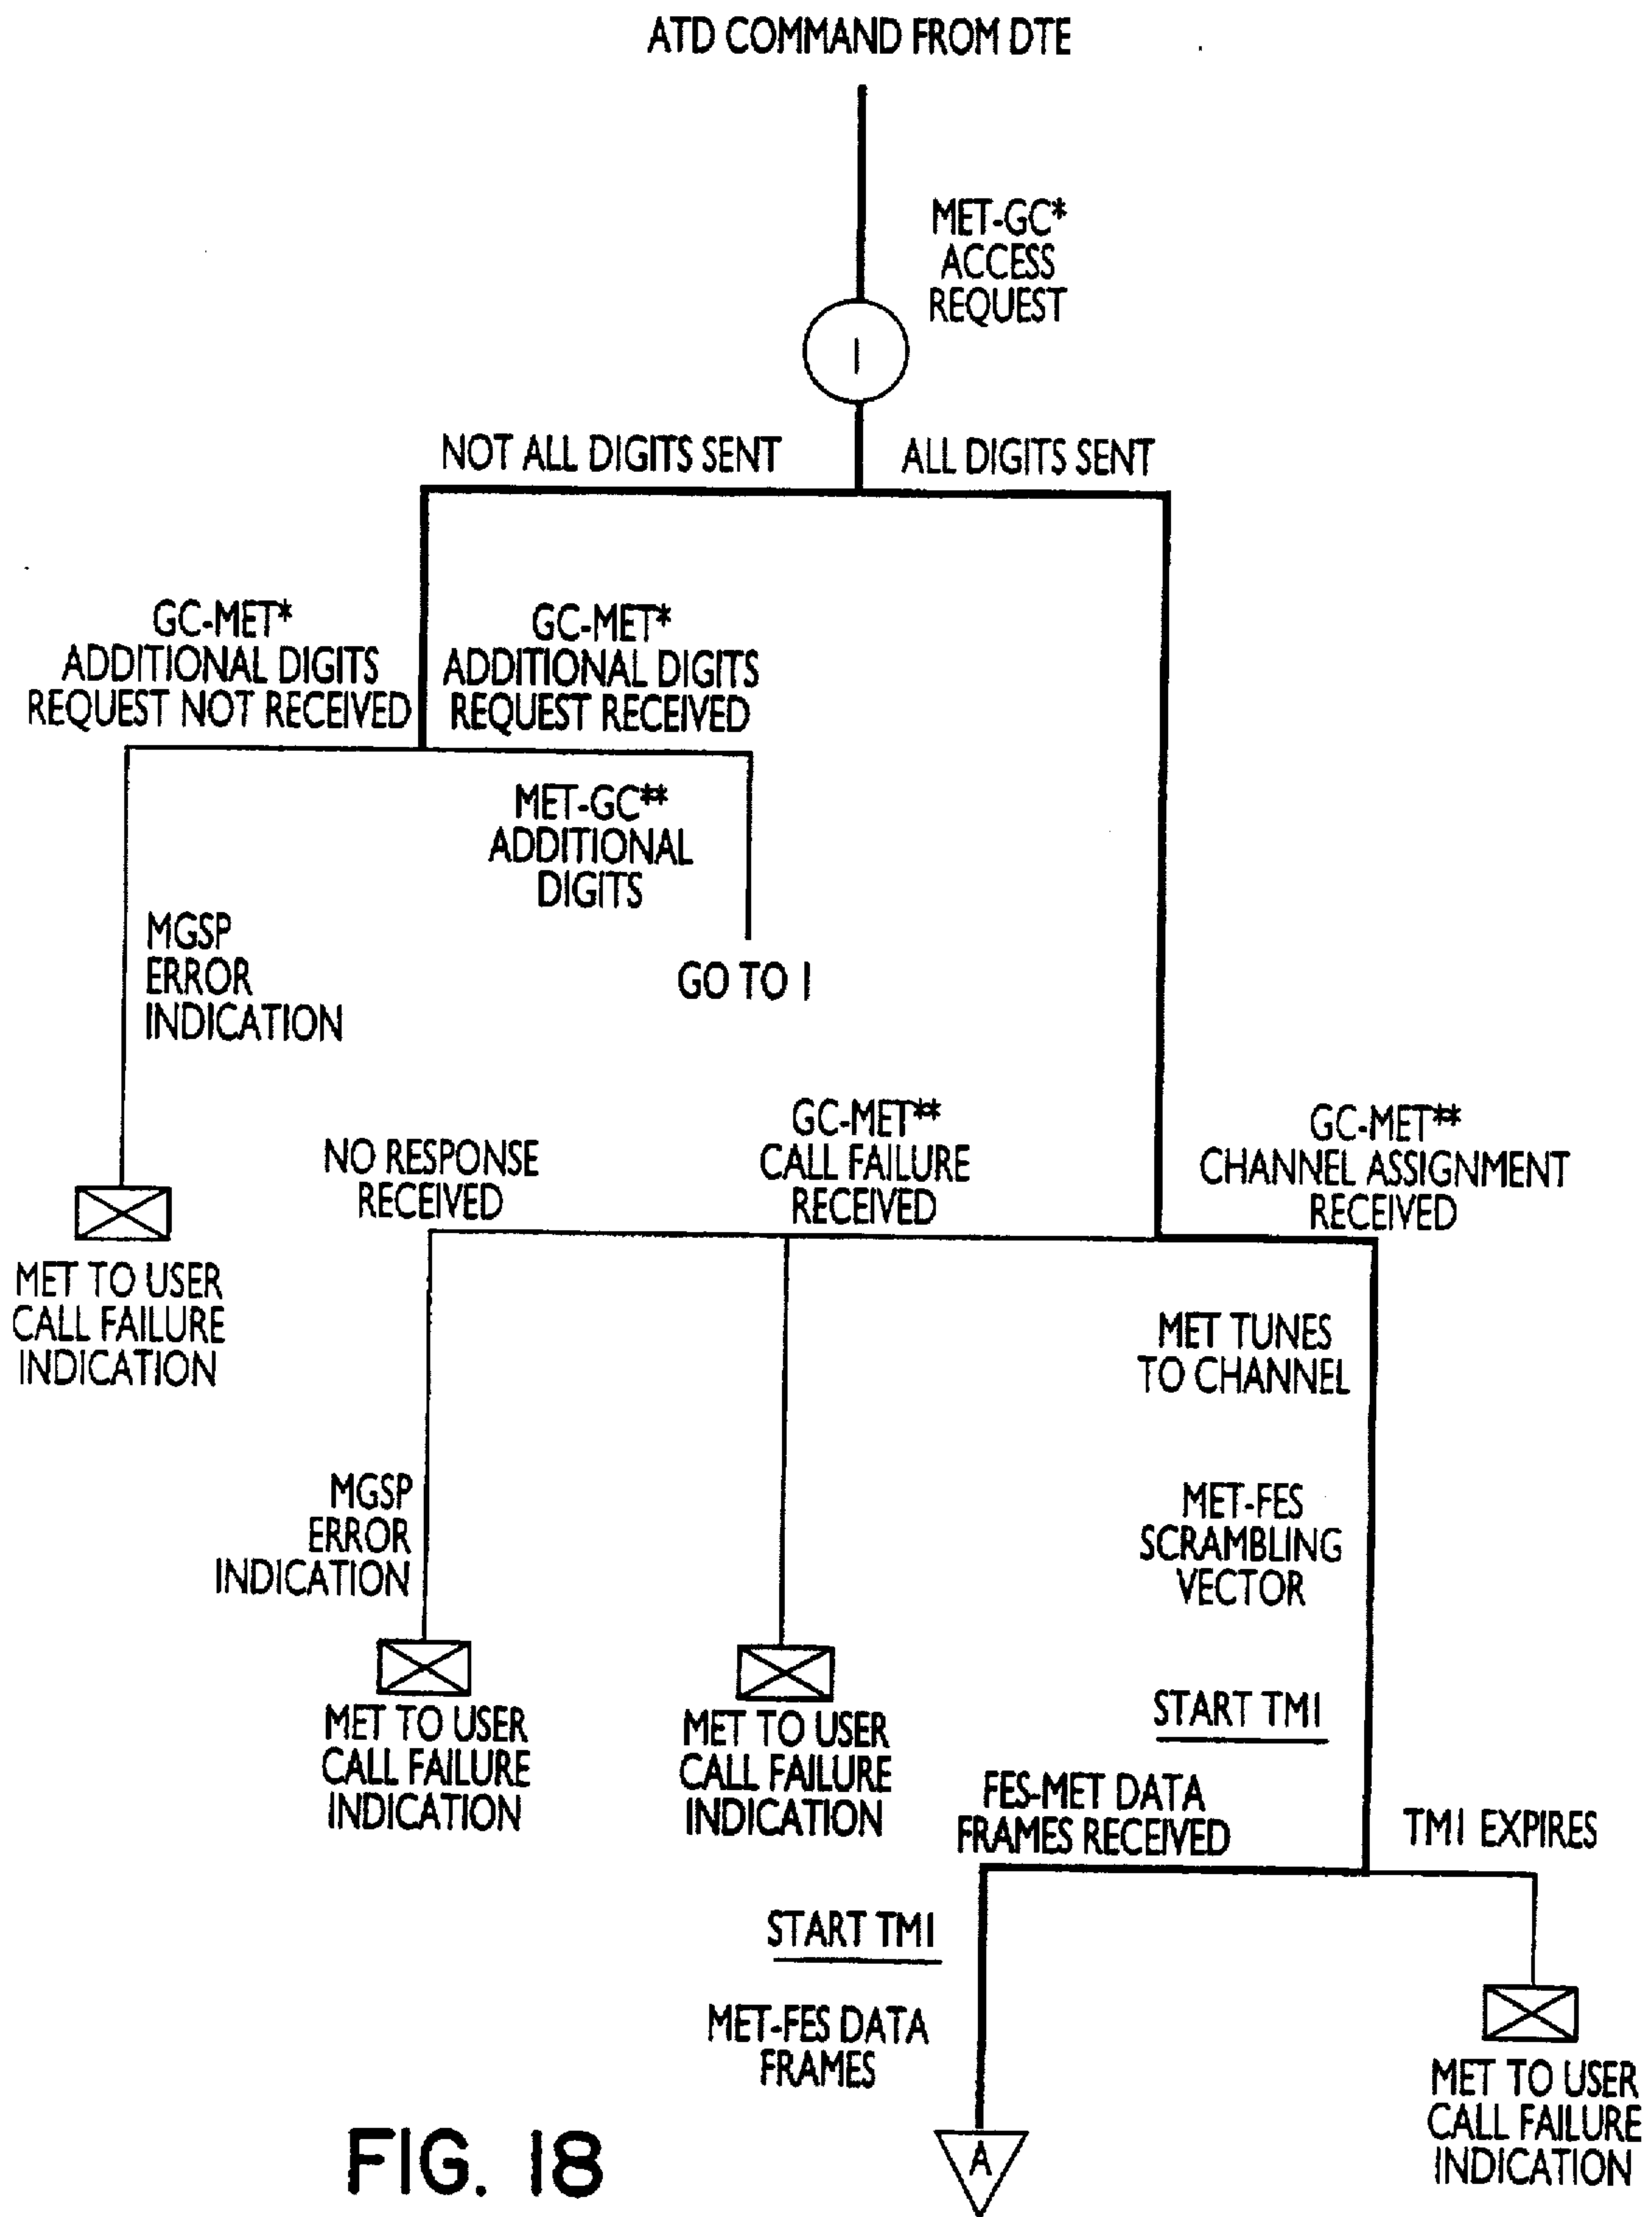 ATD COMMAND FROM DTE
MET-GC*
ACCESS
REQUEST
1
NOT ALL DIGITS SENT
ALL DIGITS SENT
GC-MET*
ADDITIONAL DIGITS
REQUEST NOT RECEIVED
GC-MET*
ADDITIONAL DIGITS
REQUEST RECEIVED
MET-GC**
ADDITIONAL
DIGITS
MGSP
ERROR
INDICATION
GO TO 1
MET TO USER
CALL FAILURE
INDICATION
NO RESPONSE
RECEIVED
GC-MET**
CALL FAILURE
RECEIVED
GC-MET**
CHANNEL ASSIGNMENT
RECEIVED
MET TUNES
TO CHANNEL
MGSP
ERROR
INDICATION
MET-FES
SCRAMBLING
VECTOR
MET TO USER
CALL FAILURE
INDICATION
MET TO USER
CALL FAILURE
INDICATION
START TM1
FES-MET DATA
FRAMES RECEIVED
TM1 EXPIRES
START TM1
MET-FES DATA
FRAMES
MET TO USER
CALL FAILURE
INDICATION
A
FIG. 18